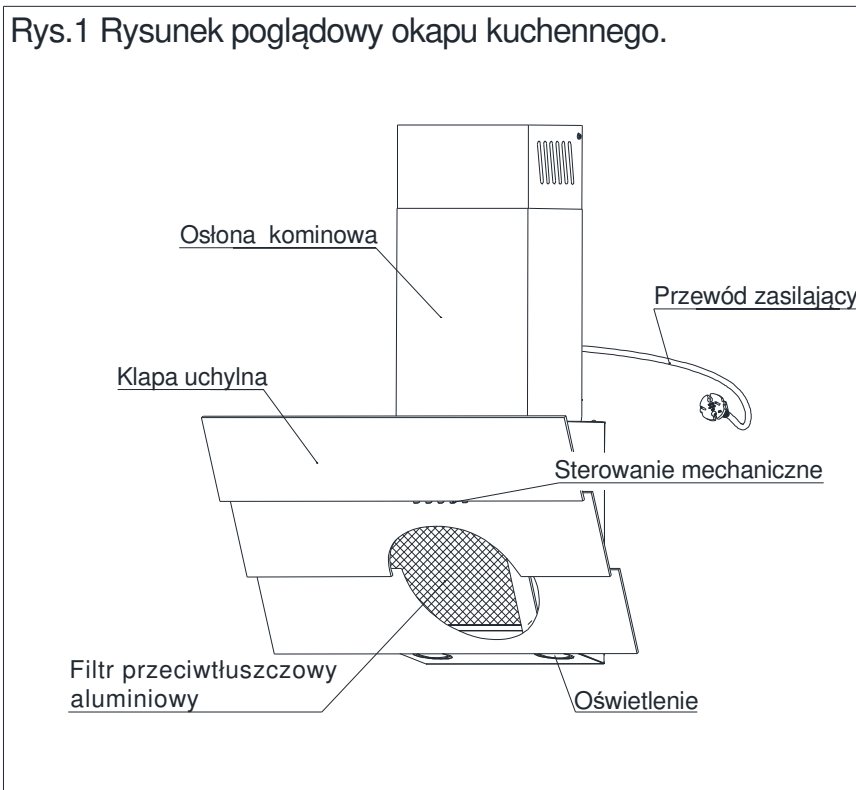 Rys.1 Rysunek poglądowy okapu kuchennego.
Osłona kominowa
Przewód zasilający
Klapa uchylna
Sterowanie mechaniczne
Filtr przeciwtłuszczowy
aluminiowy
Oświetlenie